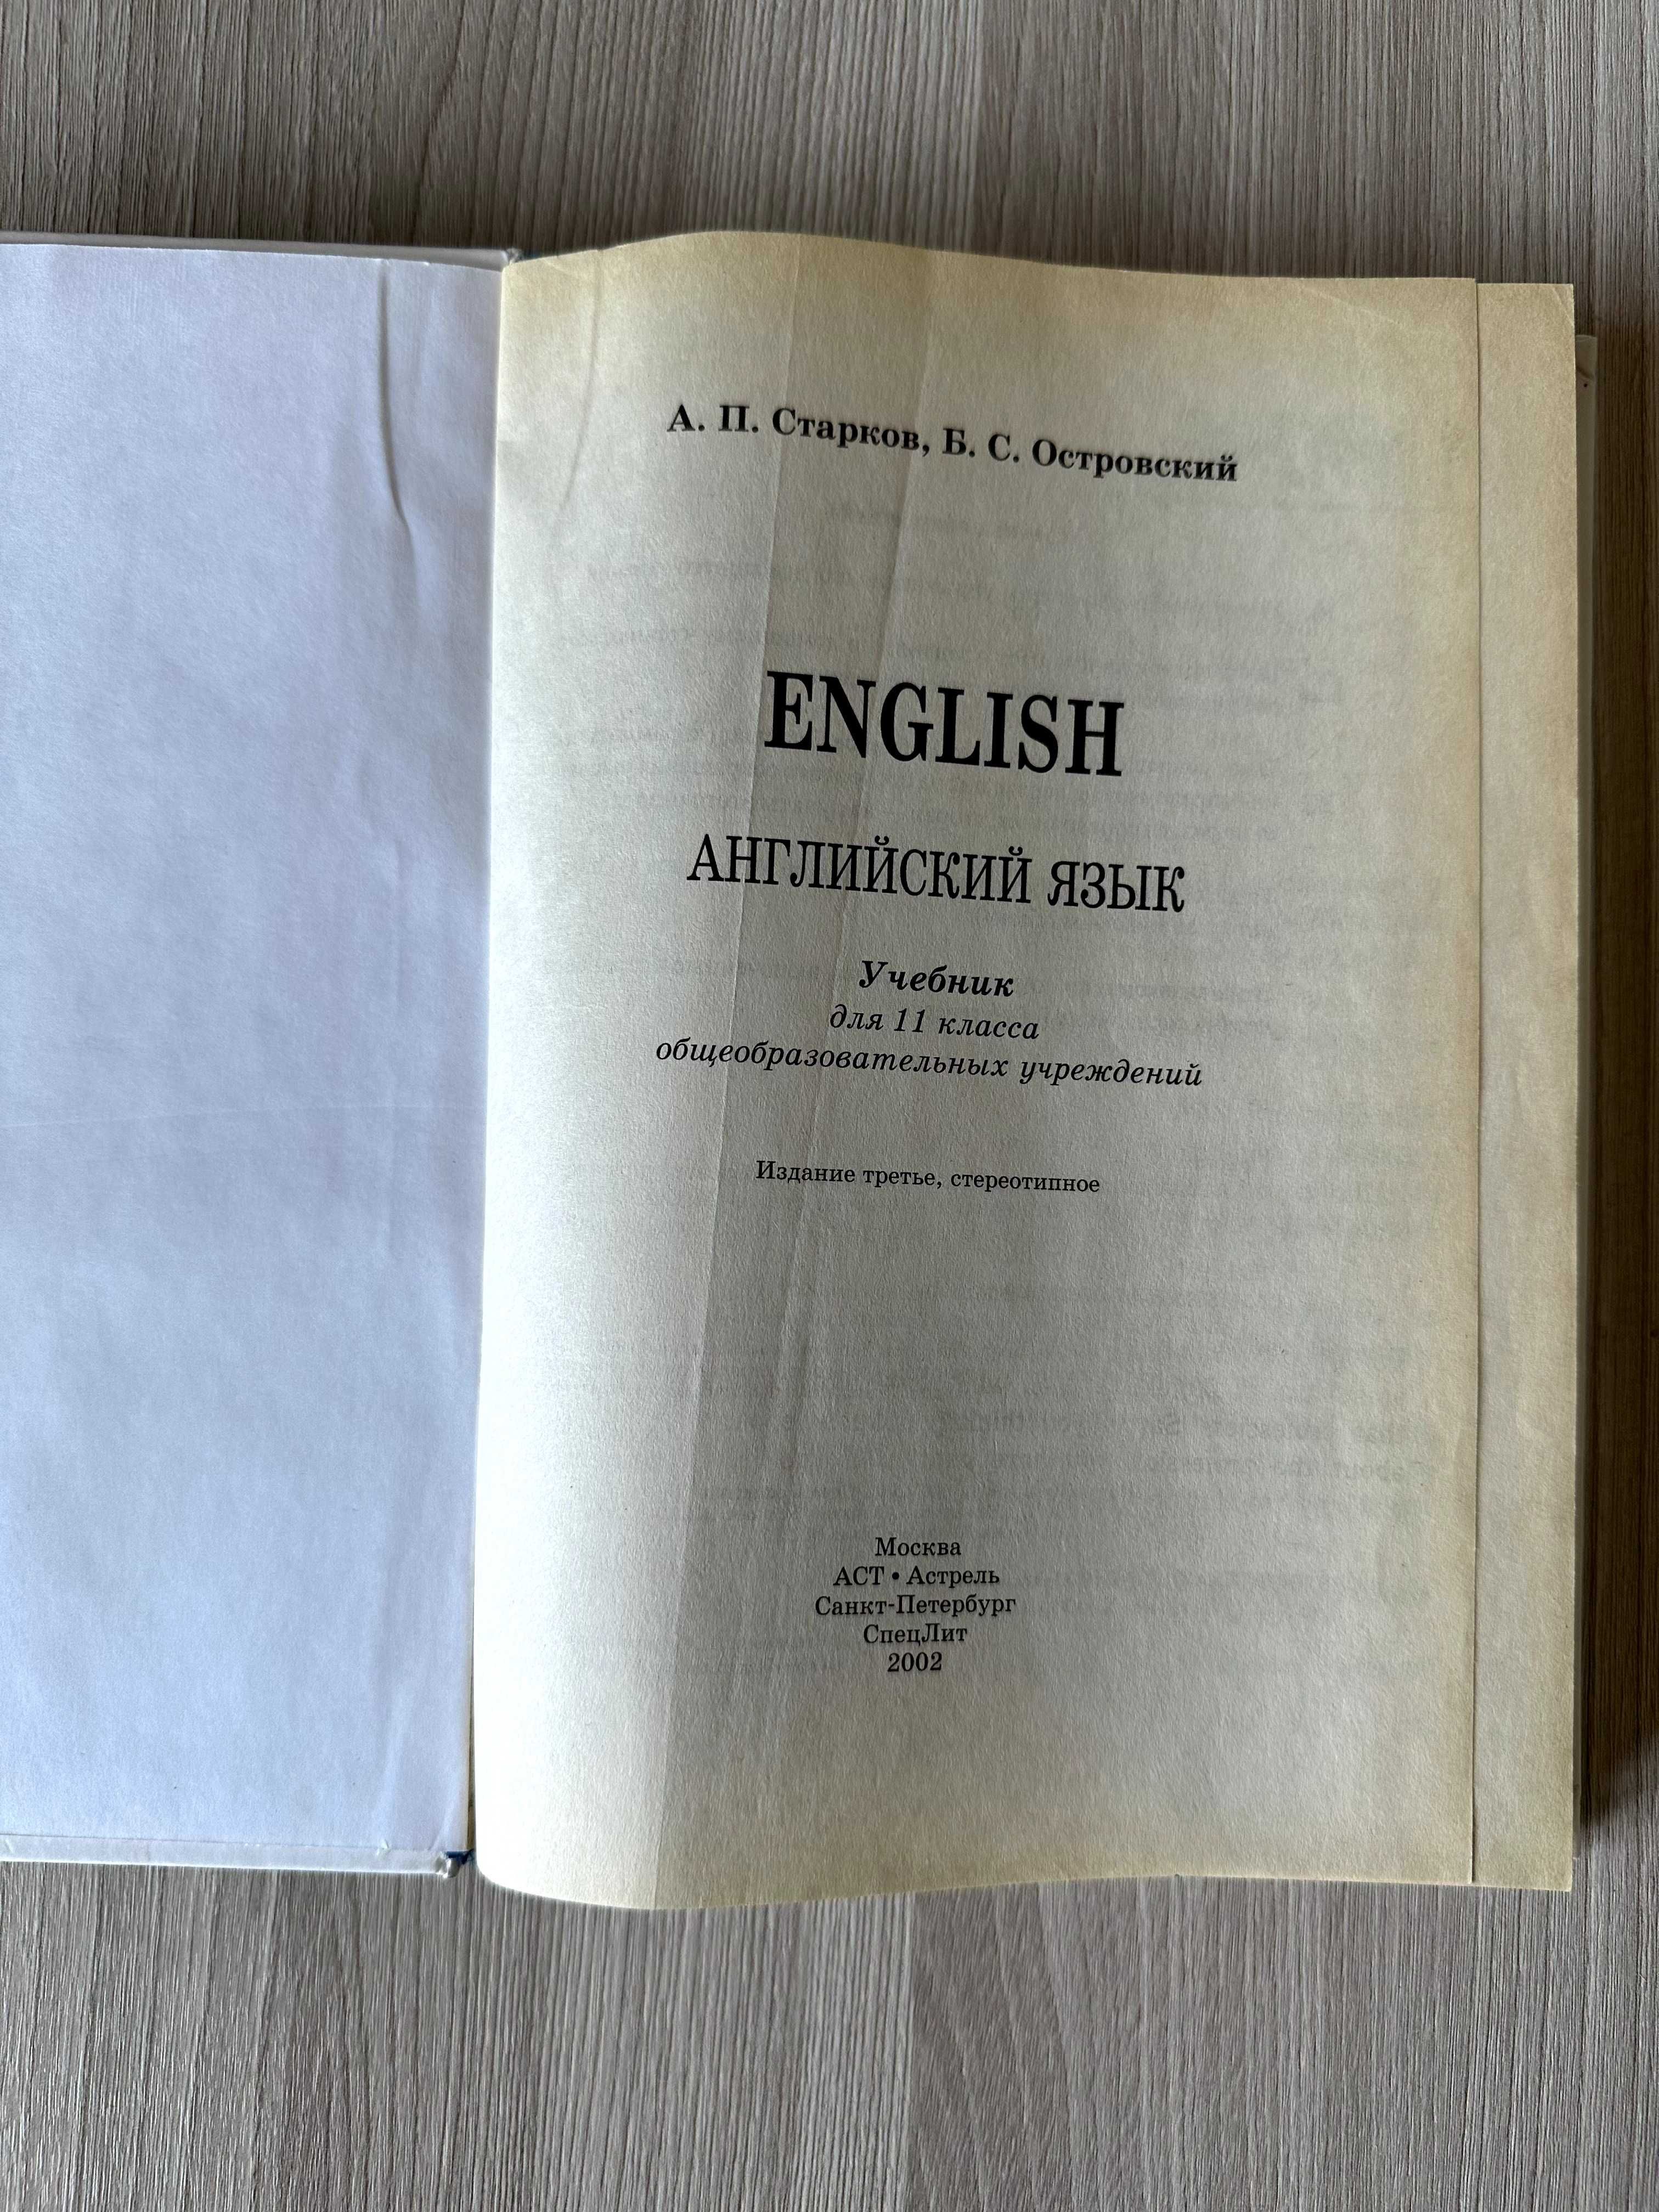 А. П. Старков, Б. С. Островский
ENGLISH
АНГЛИЙСКИЙ ЯЗЫК
Учебник
для 11 класса
общеобразовательных учреждений
Издание третье, стереотипное
Москва
АСТ • Астрель
Санкт-Петербург
СпецЛит
2002